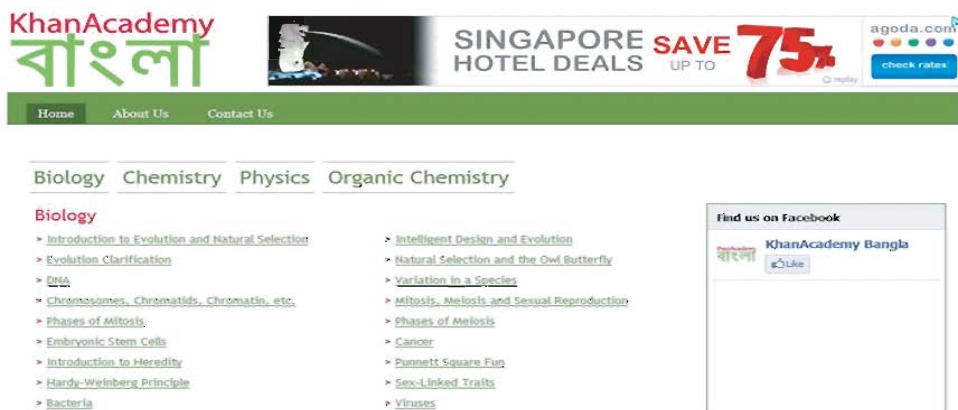 KhanAcademy
বাংলা
SINGAPORE SAVE 75%
HOTEL DEALS UP TO
agoda.com
check rates
replay
Home About Us Contact Us
Biology Chemistry Physics Organic Chemistry
Biology
Introduction to Evolution and Natural Selection
Evolution Clarification
DNA
Chromosomes, Chromatids, Chromatin, etc.
Phases of Mitosis
Embryonic Stem Cells
Introduction to Heredity
Hardy-Weinberg Principle
Bacteria
Intelligent Design and Evolution
Natural Selection and the Owl Butterfly
Variation in a Species
Mitosis, Meiosis and Sexual Reproduction
Phases of Meiosis
Cancer
Punnett Square Fun
Sex-Linked Traits
Viruses
Find us on Facebook
KhanAcademy
বাংলা
KhanAcademy Bangla
Like